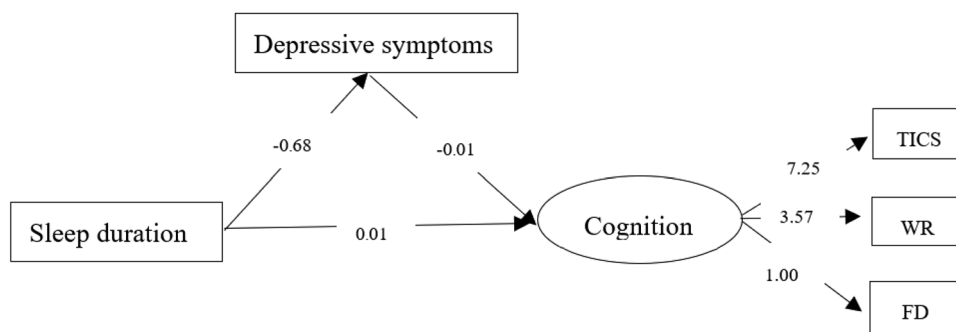 Depressive symptoms
-0.68
-0.01
TICS
7.25
Sleep duration
0.01
Cognition
3.57
WR
1.00
FD